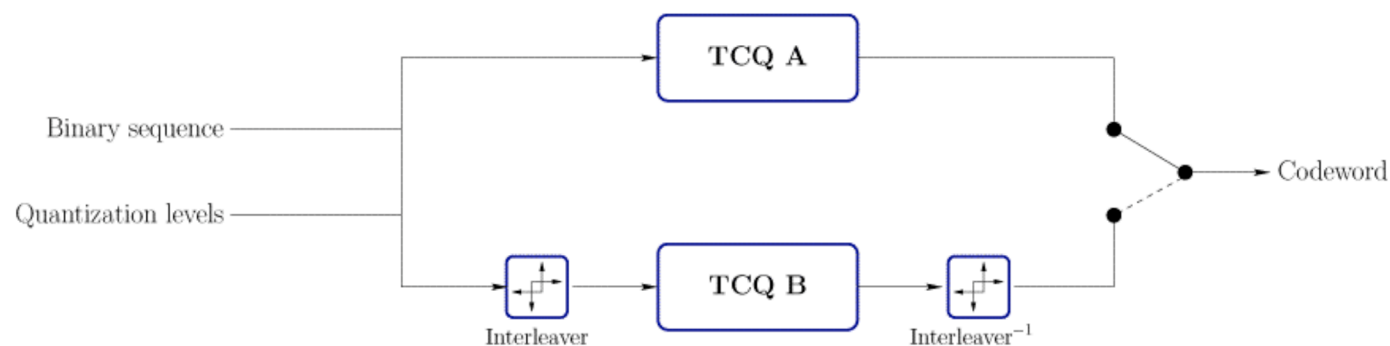 TCQ A
Binary sequence
Codeword
Quantization levels
TCQ B
Interleaver
Interleaver⁻¹